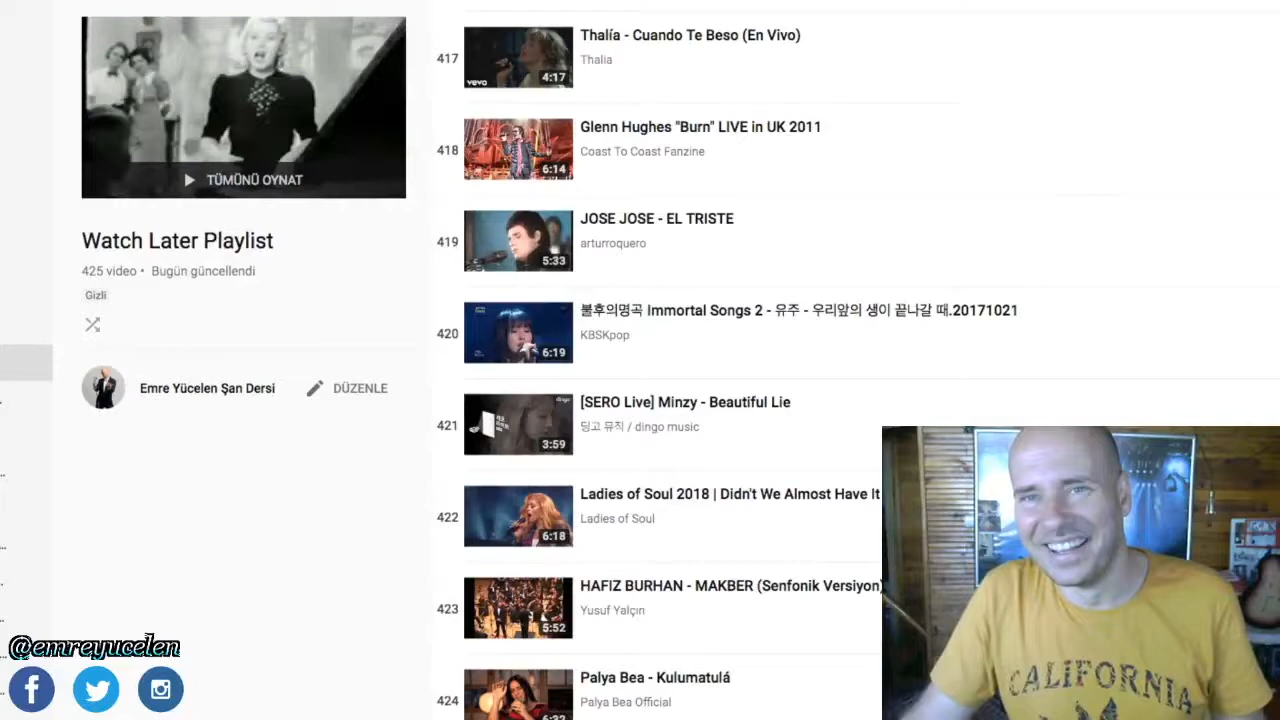 TÜMÜNÜ OYNAT
Watch Later Playlist
425 video • Bugün güncellendi
Gizli
Emre Yücelen Şan Dersi
DÜZENLE
417
vevo
4:17
Thalía - Cuando Te Beso (En Vivo)
Thalia
418
6:14
Glenn Hughes "Burn" LIVE in UK 2011
Coast To Coast Fanzine
419
5:33
JOSE JOSE - EL TRISTE
arturroquero
420
6:19
불후의명곡 Immortal Songs 2 - 유주 - 우리앞의 생이 끝나갈 때.20171021
KBSKpop
421
dingo
3:59
[SERO Live] Minzy - Beautiful Lie
딩고 뮤직 / dingo music
422
6:18
Ladies of Soul 2018 | Didn't We Almost Have It
Ladies of Soul
423
5:52
HAFIZ BURHAN - MAKBER (Senfonik Versiyon)
Yusuf Yalçın
424
6:32
Palya Bea - Kulumatulá
Palya Bea Official
@emreyucelen
CALIFORNIA